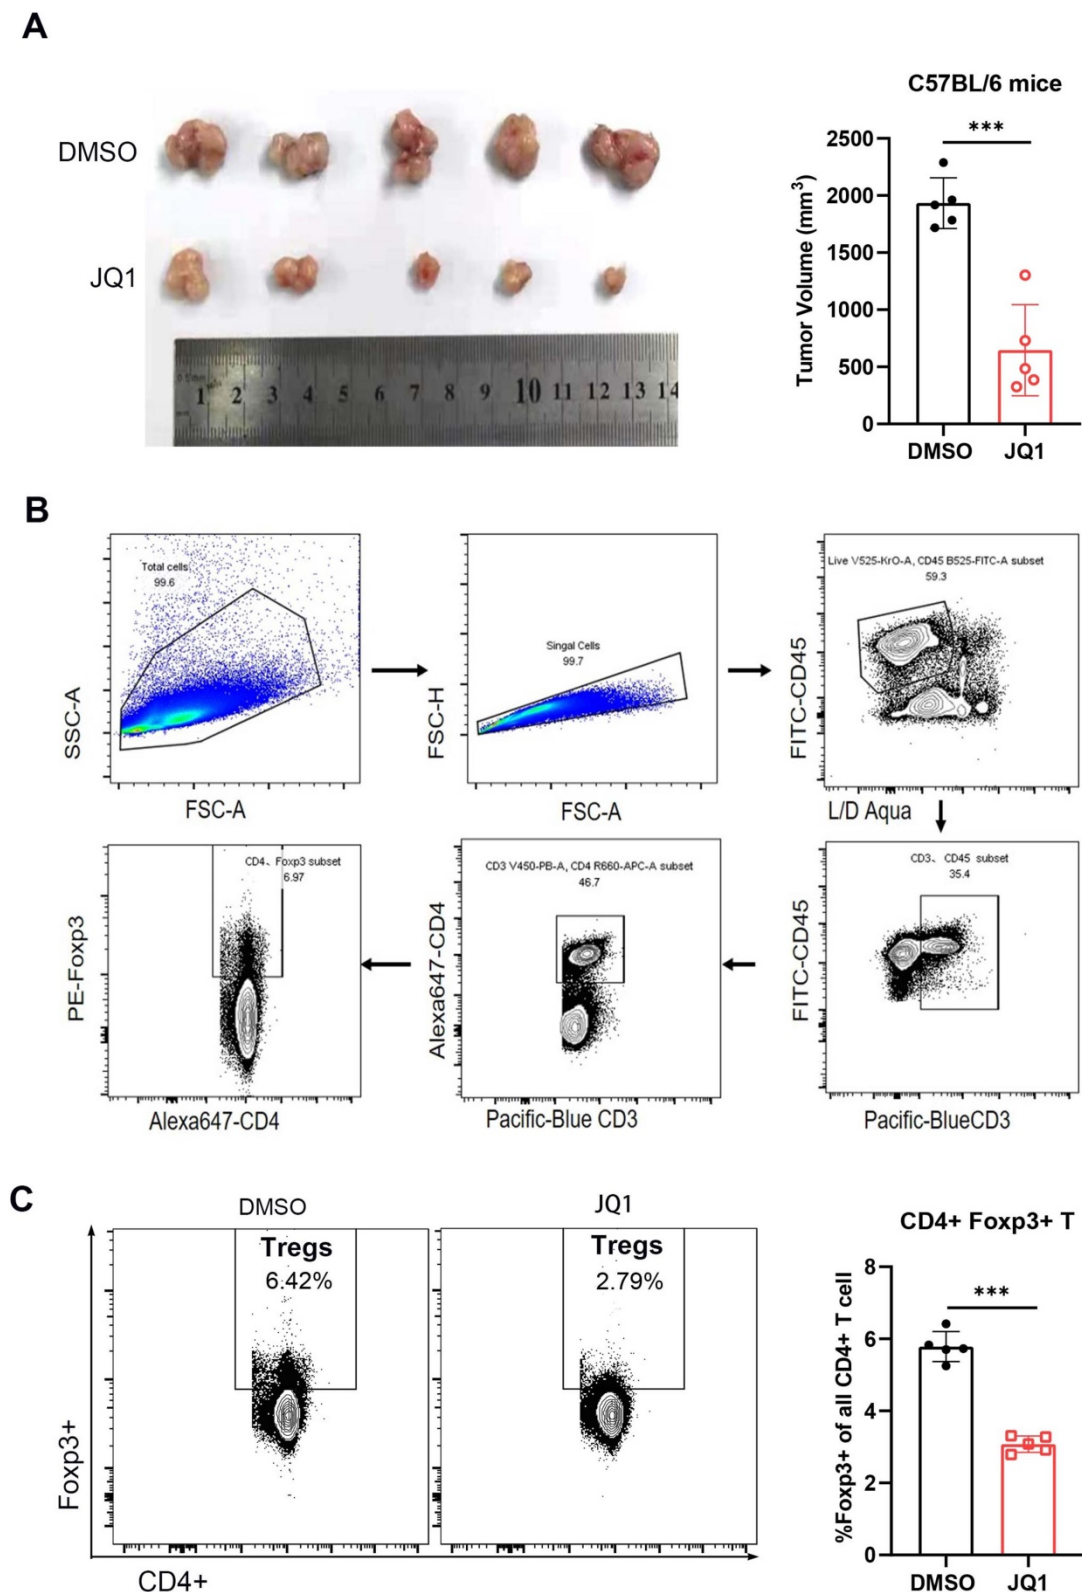 A
DMSO
JQ1
1 2 3 4 5 6 7 8 9 10 11 12 13 14
C57BL/6 mice
***
Tumor Volume (mm3)
2500
2000
1500
1000
500
0
DMSO JQ1
B
Total cells
99.6
SSC-A
FSC-A
Singal Cells
99.7
FSC-H
FSC-A
Live V525-KrO-A, CD45 B525-FITC-A subset
59.3
FITC-CD45
L/D Aqua
CD4、Foxp3 subset
6.97
PE-Foxp3
Alexa647-CD4
CD3 V450-PB-A, CD4 R660-APC-A subset
46.7
Alexa647-CD4
Pacific-Blue CD3
CD3、 CD45 subset
35.4
FITC-CD45
Pacific-BlueCD3
C
DMSO
Tregs
6.42%
JQ1
Tregs
2.79%
Foxp3+
CD4+
CD4+ Foxp3+ T
***
%Foxp3+ of all CD4+ T cell
8
6
4
2
0
DMSO JQ1